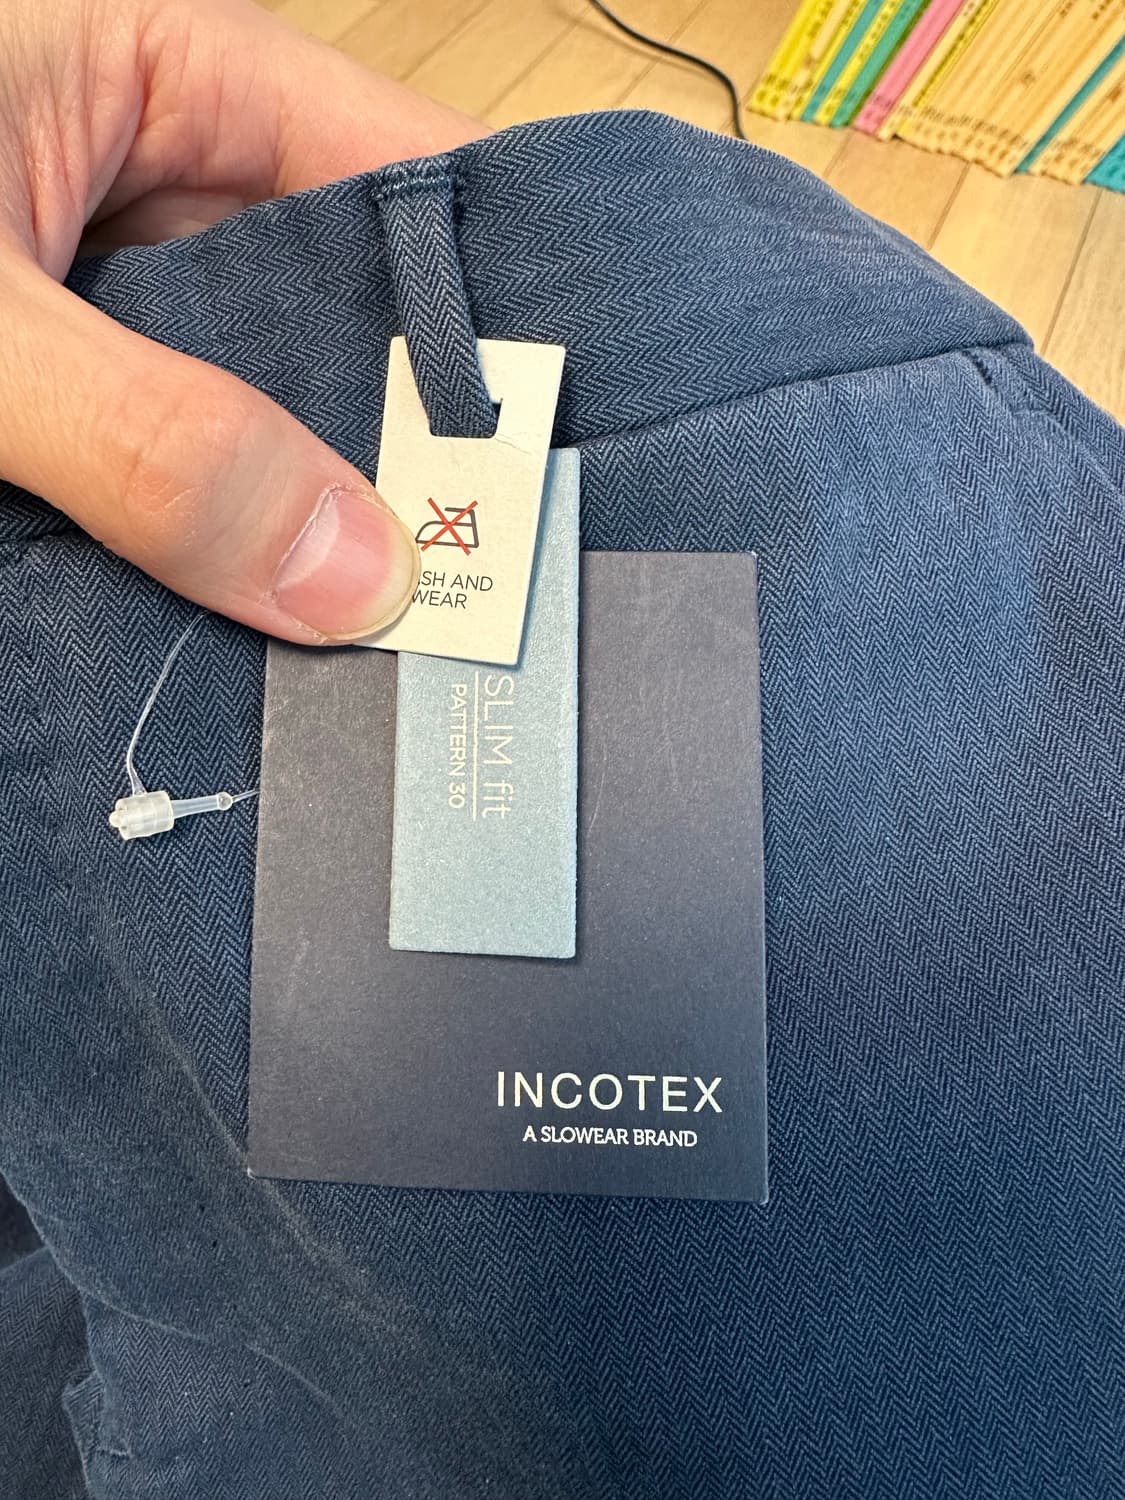 SH AND
WEAR
SLIM fit
PATTERN 30
INCOTEX
A SLOWEAR BRAND